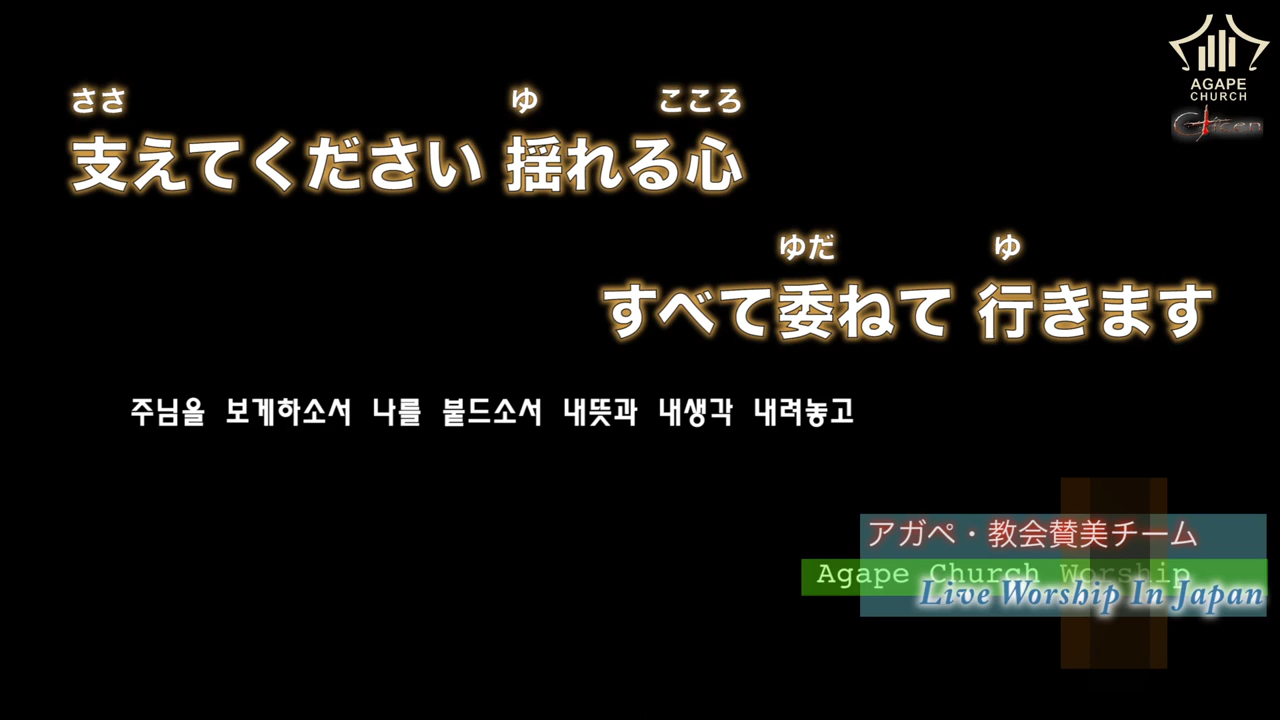 AGAPE
CHURCH
ささ ゆ こころ
支えてください 揺れる心
ゆだ ゆ
すべて委ねて 行きます
주님을 보게하소서 나를 붙드소서 내뜻과 내생각 내려놓고
アガペ・教会賛美チーム
Agape Church Worship
Live Worship In Japan